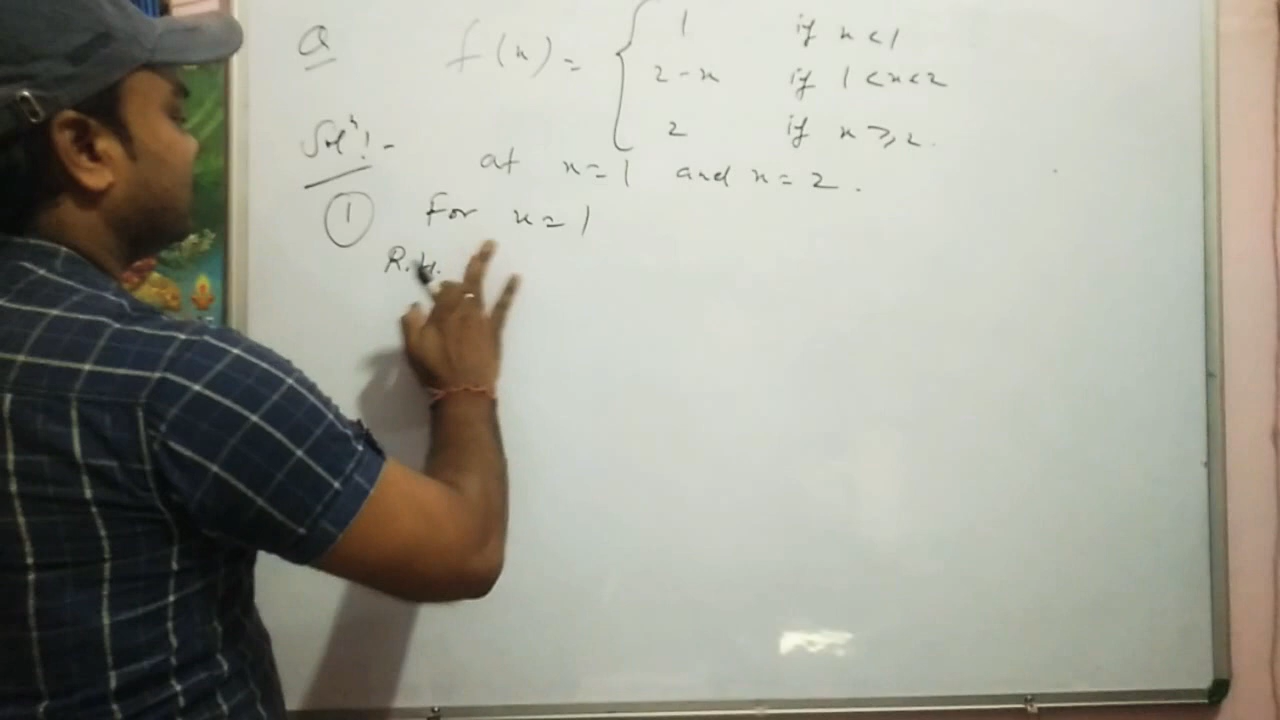 Q f(x) = { 1 if x < 1
2 - x if 1 < x < 2
2 if x ⩾ 2.
Solⁿ:- at x = 1 and x = 2.
① For x = 1
R.H.